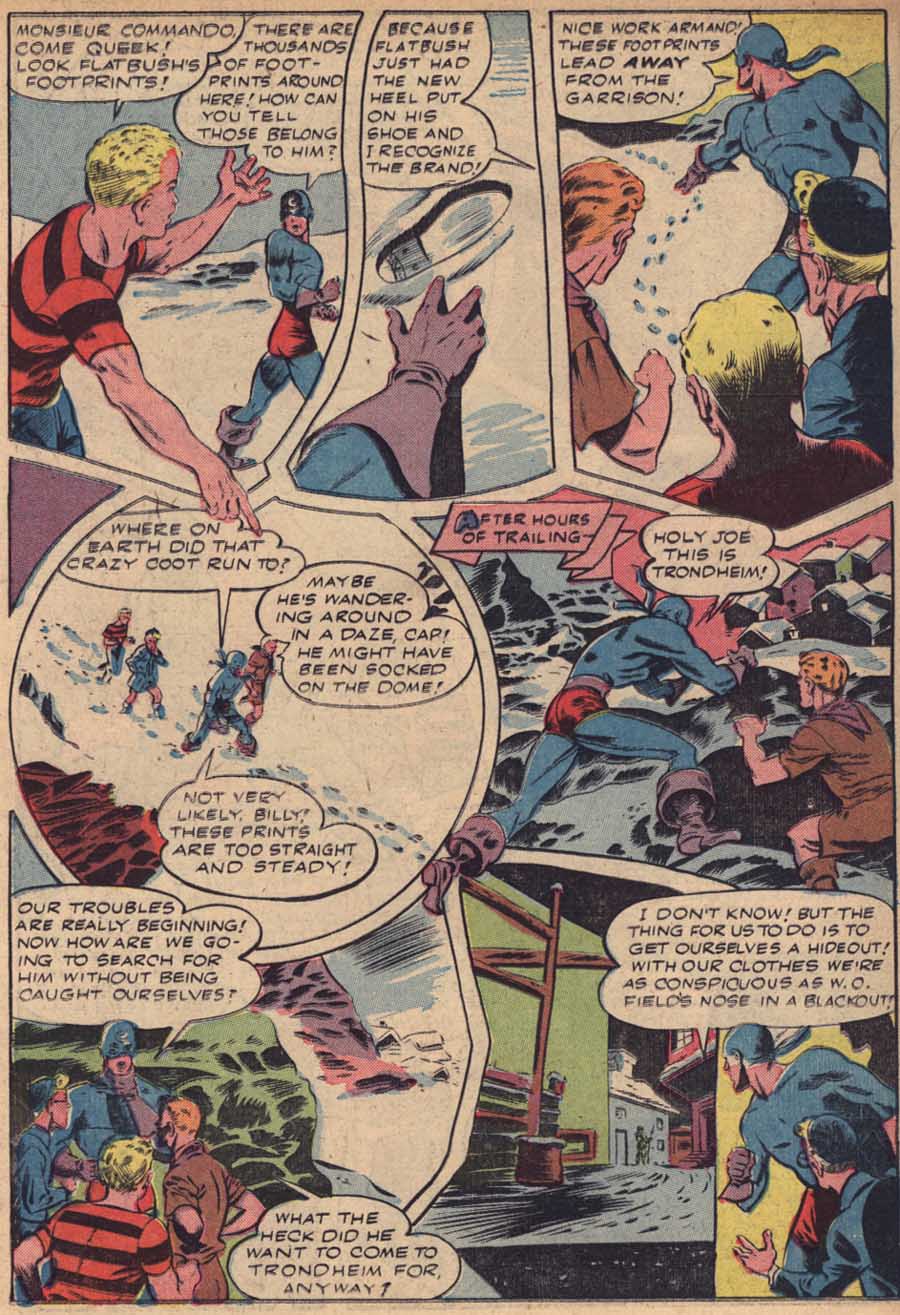 MONSIEUR COMMANDO,
COME QUEEK!
LOOK FLATBUSH'S
FOOTPRINTS!
THERE ARE
THOUSANDS
OF FOOT-
PRINTS AROUND
HERE! HOW CAN
YOU TELL
THOSE BELONG
TO HIM?
BECAUSE
FLATBUSH
JUST HAD
THE NEW
HEEL PUT
ON HIS
SHOE AND
I RECOGNIZE
THE BRAND!
NICE WORK ARMAND!
THESE FOOTPRINTS
LEAD AWAY
FROM THE
GARRISON!
WHERE ON
EARTH DID THAT
CRAZY COOT RUN TO?
MAYBE
HE'S WANDER-
ING AROUND
IN A DAZE, CAP!
HE MIGHT HAVE
BEEN SOCKED
ON THE DOME!
NOT VERY
LIKELY, BILLY!
THESE PRINTS
ARE TOO STRAIGHT
AND STEADY!
AFTER HOURS
OF TRAILING-
HOLY JOE
THIS IS
TRONDHEIM!
OUR TROUBLES
ARE REALLY BEGINNING!
NOW HOW ARE WE GO-
ING TO SEARCH FOR
HIM WITHOUT BEING
CAUGHT OURSELVES?
WHAT THE
HECK DID HE
WANT TO COME TO
TRONDHEIM FOR,
ANYWAY?
I DON'T KNOW! BUT THE
THING FOR US TO DO IS TO
GET OURSELVES A HIDEOUT!
WITH OUR CLOTHES WE'RE
AS CONSPICUOUS AS W.C.
FIELD'S NOSE IN A BLACKOUT!